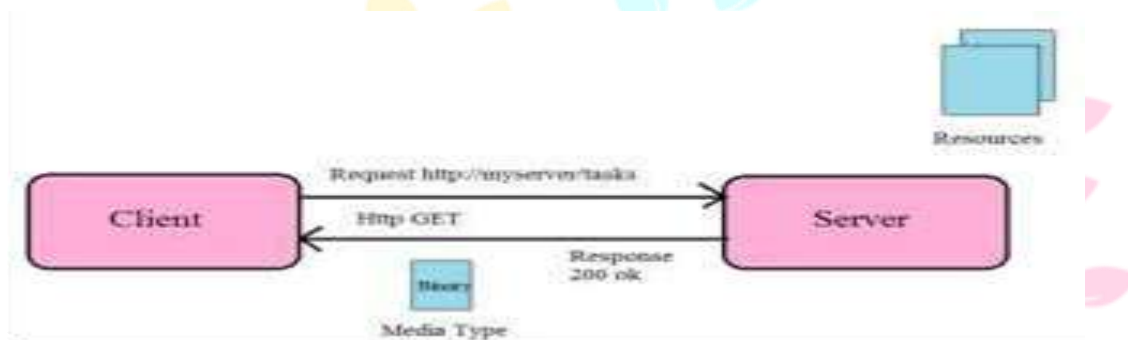 Resources
Request http://myserver/tasks
Client
Http GET
Server
Response
200 ok
Binary
Media Type